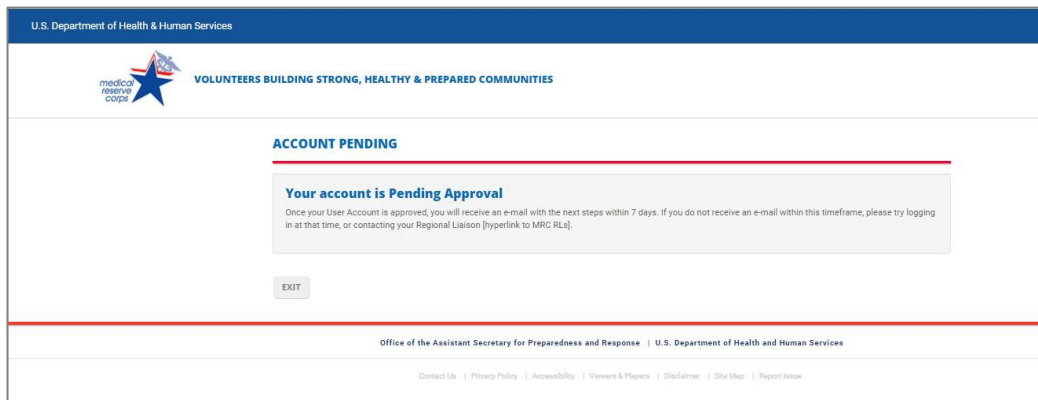 U.S. Department of Health & Human Services
medical
reserve
corps
VOLUNTEERS BUILDING STRONG, HEALTHY & PREPARED COMMUNITIES
ACCOUNT PENDING
Your account is Pending Approval
Once your User Account is approved, you will receive an e-mail with the next steps within 7 days. If you do not receive an e-mail within this timeframe, please try logging
in at that time, or contacting your Regional Liaison [hyperlink to MRC RLs].
EXIT
Office of the Assistant Secretary for Preparedness and Response | U.S. Department of Health and Human Services
Contact Us | Privacy Policy | Accessibility | Viewers & Players | Disclaimer | Site Map | Report Issue